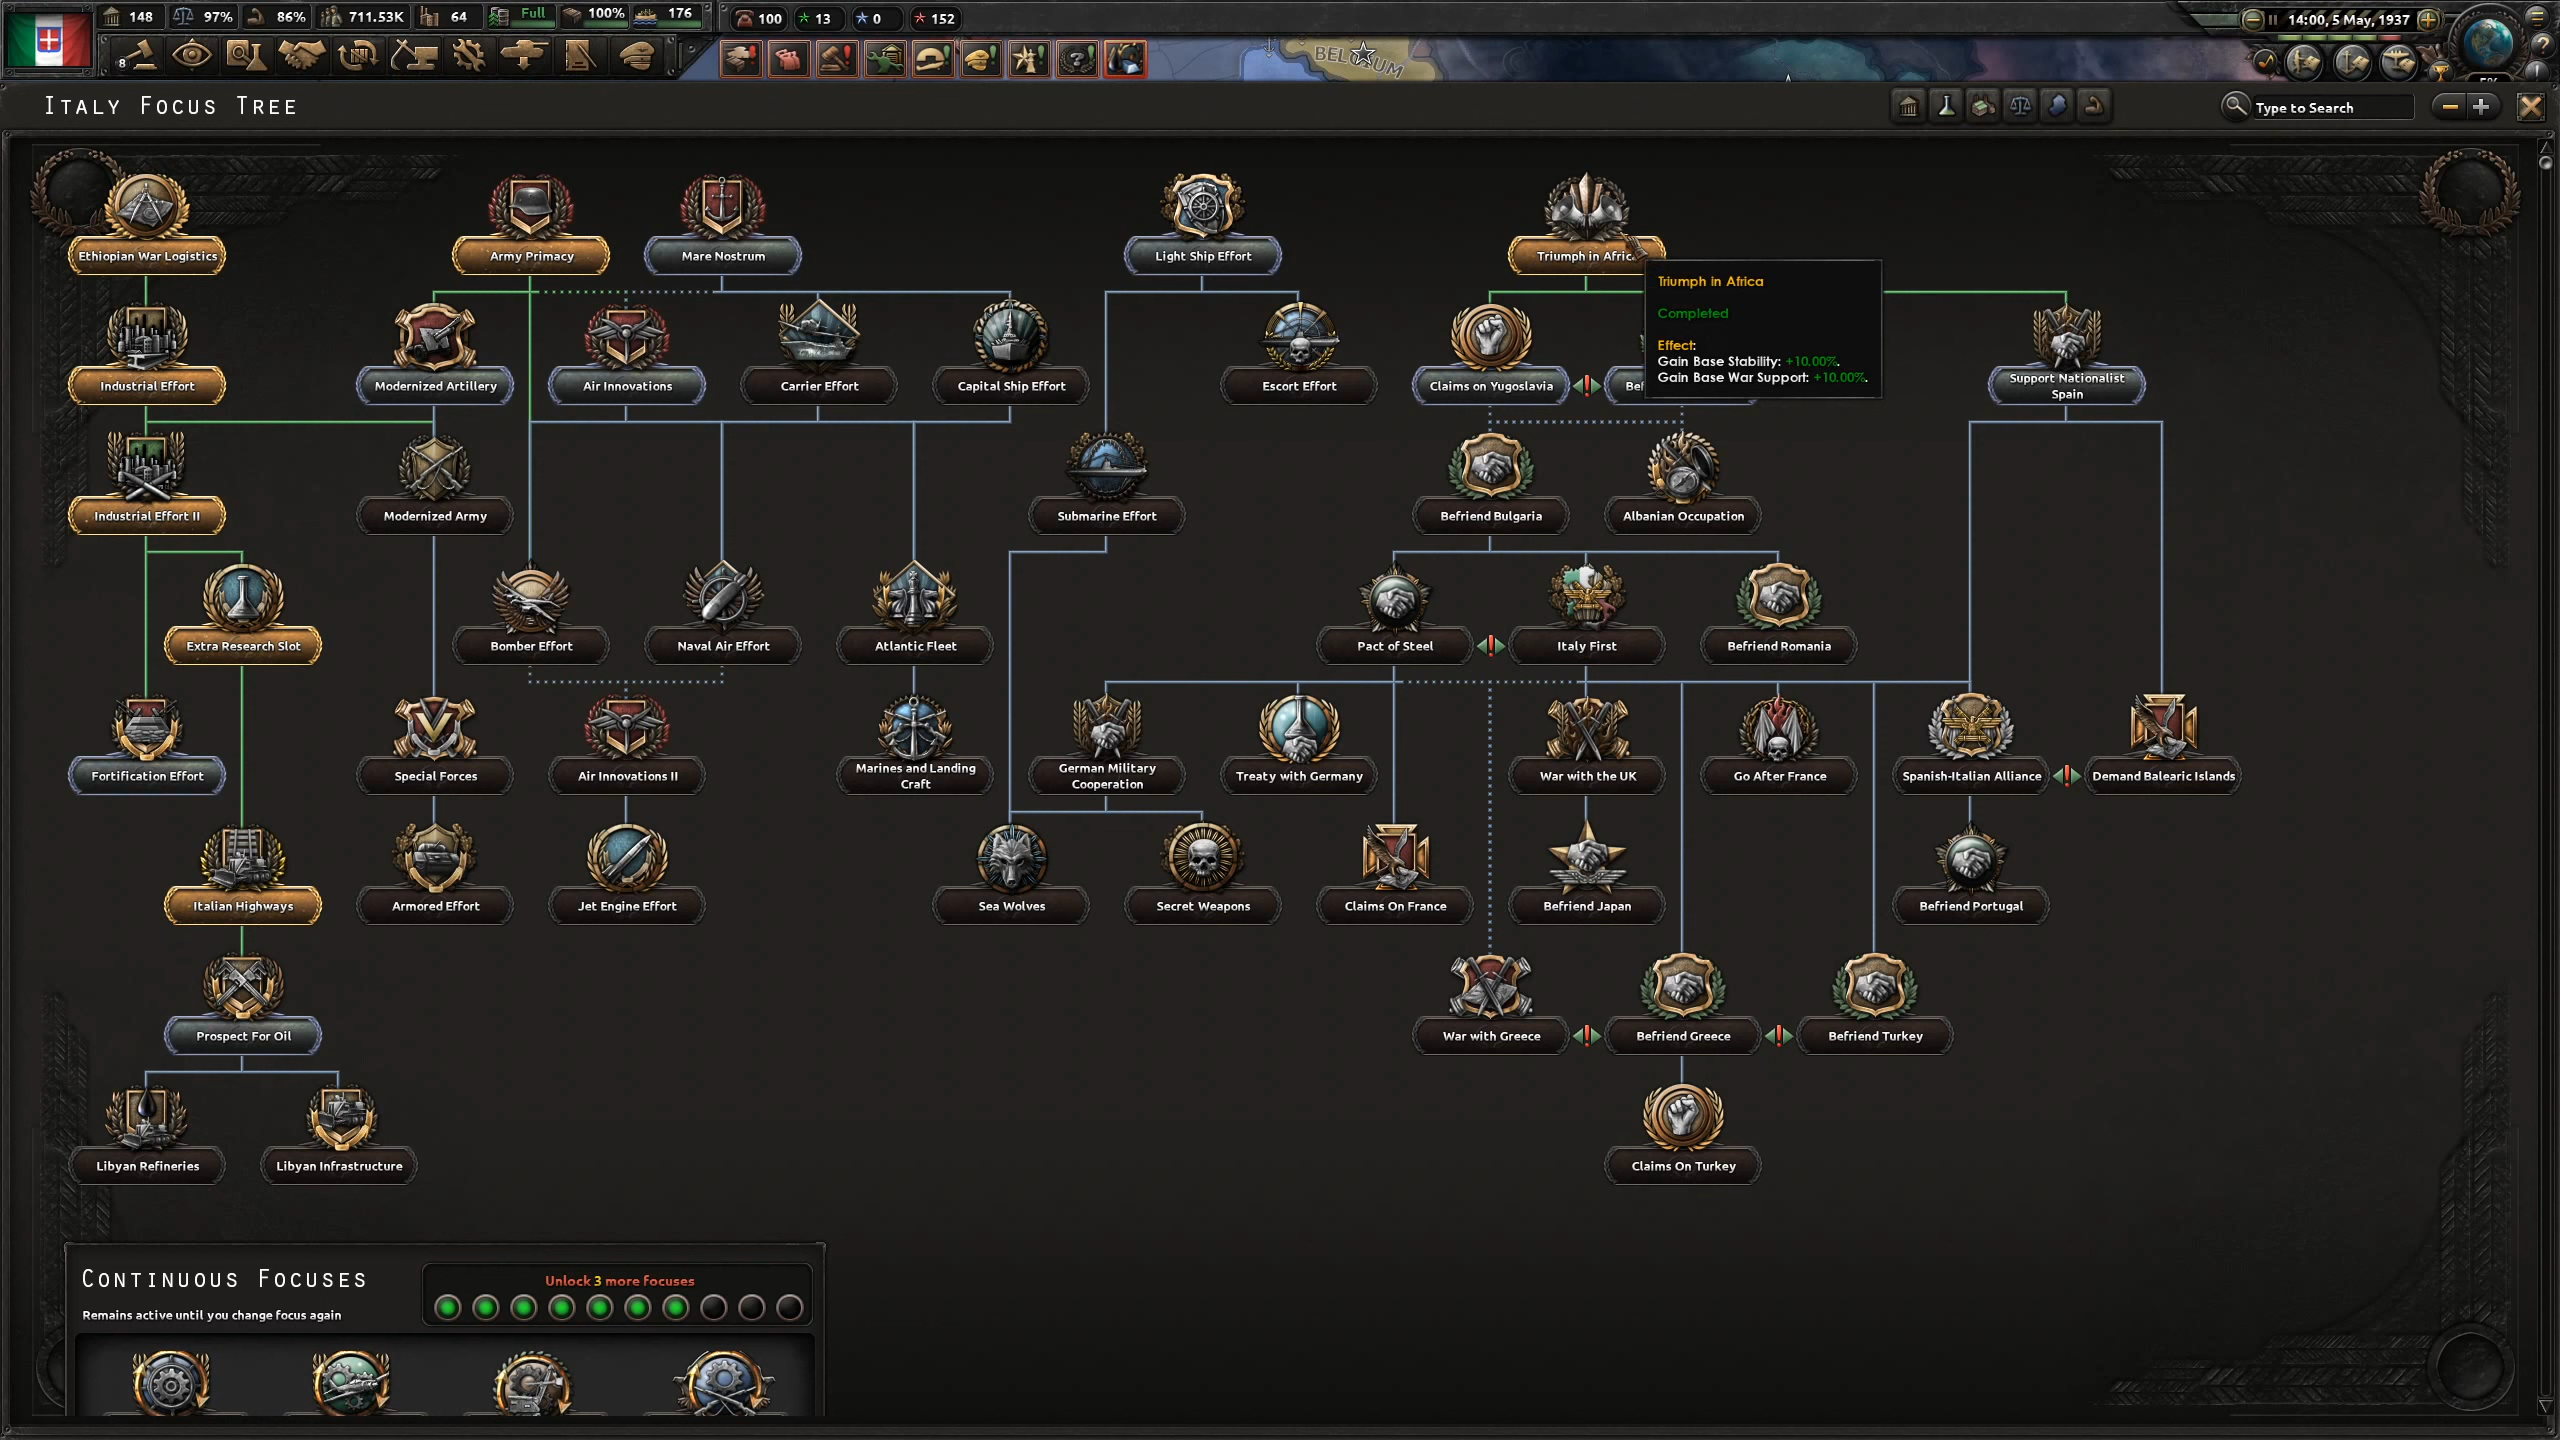 148
97%
86%
711.53K
64
Full
100%
176
100
13
0
152
14:00, 5 May, 1937
8
BELGIUM
Italy Focus Tree
Type to Search
Ethiopian War Logistics
Army Primacy
Mare Nostrum
Light Ship Effort
Triumph in Afric
Triumph in Africa
Completed
Effect:
Gain Base Stability: +10.00%.
Gain Base War Support: +10.00%.
Industrial Effort
Modernized Artillery
Air Innovations
Carrier Effort
Capital Ship Effort
Escort Effort
Claims on Yugoslavia
Support Nationalist
Spain
Industrial Effort II
Modernized Army
Submarine Effort
Befriend Bulgaria
Albanian Occupation
Extra Research Slot
Bomber Effort
Naval Air Effort
Atlantic Fleet
Pact of Steel
Italy First
Befriend Romania
Fortification Effort
Special Forces
Air Innovations II
Marines and Landing
Craft
German Military
Cooperation
Treaty with Germany
War with the UK
Go After France
Spanish-Italian Alliance
Demand Balearic Islands
Italian Highways
Armored Effort
Jet Engine Effort
Sea Wolves
Secret Weapons
Claims On France
Befriend Japan
Befriend Portugal
Prospect For Oil
War with Greece
Befriend Greece
Befriend Turkey
Libyan Refineries
Libyan Infrastructure
Claims On Turkey
Continuous Focuses
Unlock 3 more focuses
Remains active until you change focus again